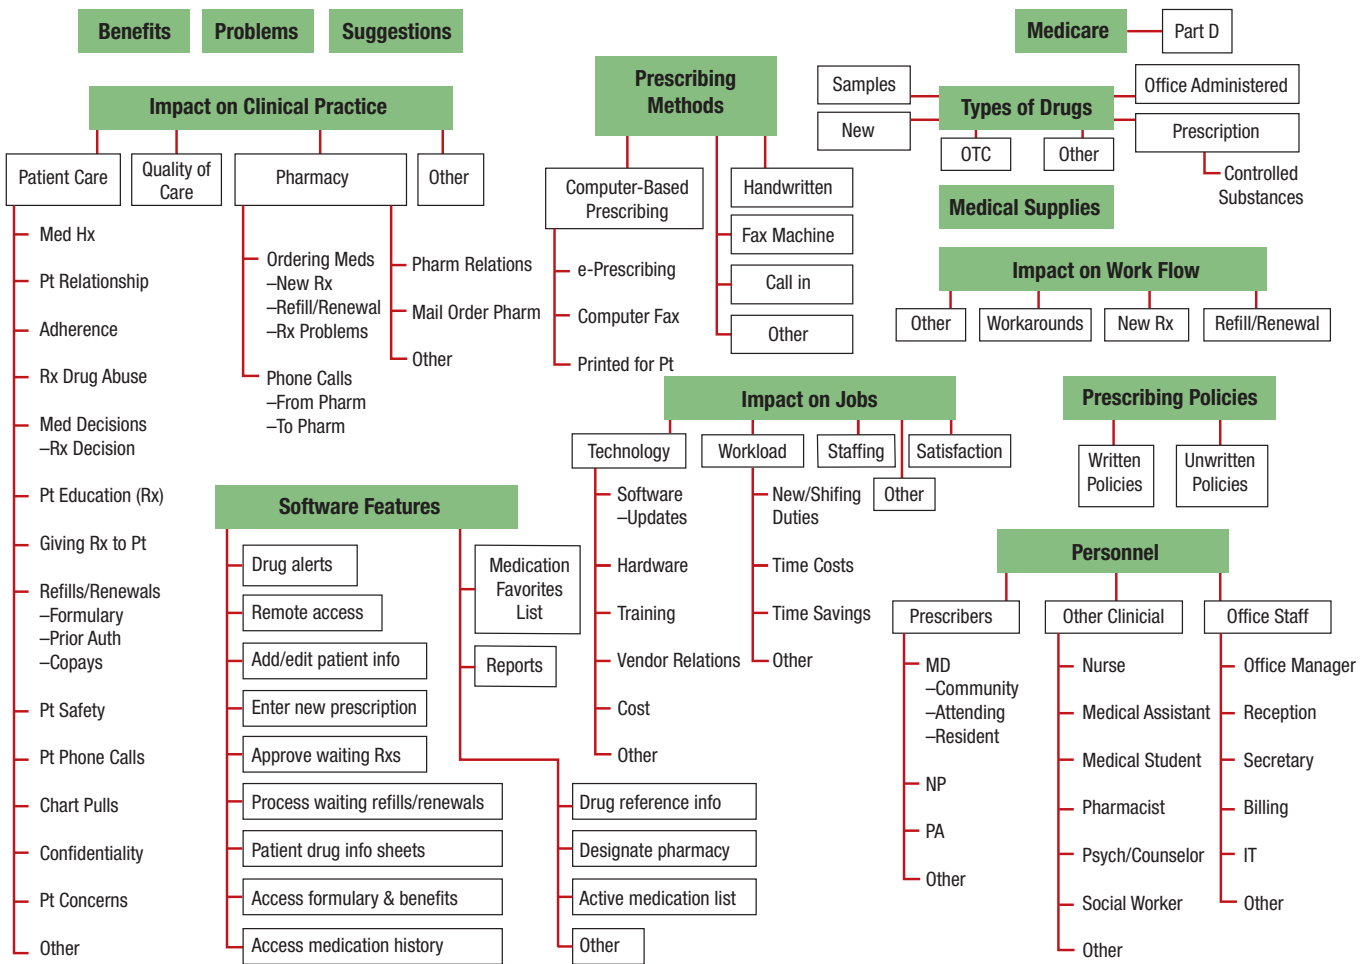 Benefits
Problems
Suggestions
Medicare
Part D
Impact on Clinical Practice
Patient Care
Quality of
Care
Pharmacy
Other
Med Hx
Pt Relationship
Adherence
Rx Drug Abuse
Med Decisions
–Rx Decision
Pt Education (Rx)
Giving Rx to Pt
Refills/Renewals
–Formulary
–Prior Auth
–Copays
Pt Safety
Pt Phone Calls
Chart Pulls
Confidentiality
Pt Concerns
Other
Ordering Meds
–New Rx
–Refill/Renewal
–Rx Problems
Phone Calls
–From Pharm
–To Pharm
Pharm Relations
Mail Order Pharm
Other
Prescribing
Methods
Computer-Based
Prescribing
e-Prescribing
Computer Fax
Printed for Pt
Handwritten
Fax Machine
Call in
Other
Types of Drugs
Samples
New
OTC
Other
Office Administered
Prescription
Controlled
Substances
Medical Supplies
Impact on Work Flow
Other
Workarounds
New Rx
Refill/Renewal
Impact on Jobs
Technology
Workload
Staffing
Other
Satisfaction
Software
–Updates
Hardware
Training
Vendor Relations
Cost
Other
New/Shifing
Duties
Time Costs
Time Savings
Other
Prescribing Policies
Written
Policies
Unwritten
Policies
Software Features
Drug alerts
Remote access
Add/edit patient info
Enter new prescription
Approve waiting Rxs
Process waiting refills/renewals
Patient drug info sheets
Access formulary & benefits
Access medication history
Medication
Favorites
List
Reports
Drug reference info
Designate pharmacy
Active medication list
Other
Personnel
Prescribers
Other Clinicial
Office Staff
MD
–Community
–Attending
–Resident
NP
PA
Other
Nurse
Medical Assistant
Medical Student
Pharmacist
Psych/Counselor
Social Worker
Other
Office Manager
Reception
Secretary
Billing
IT
Other